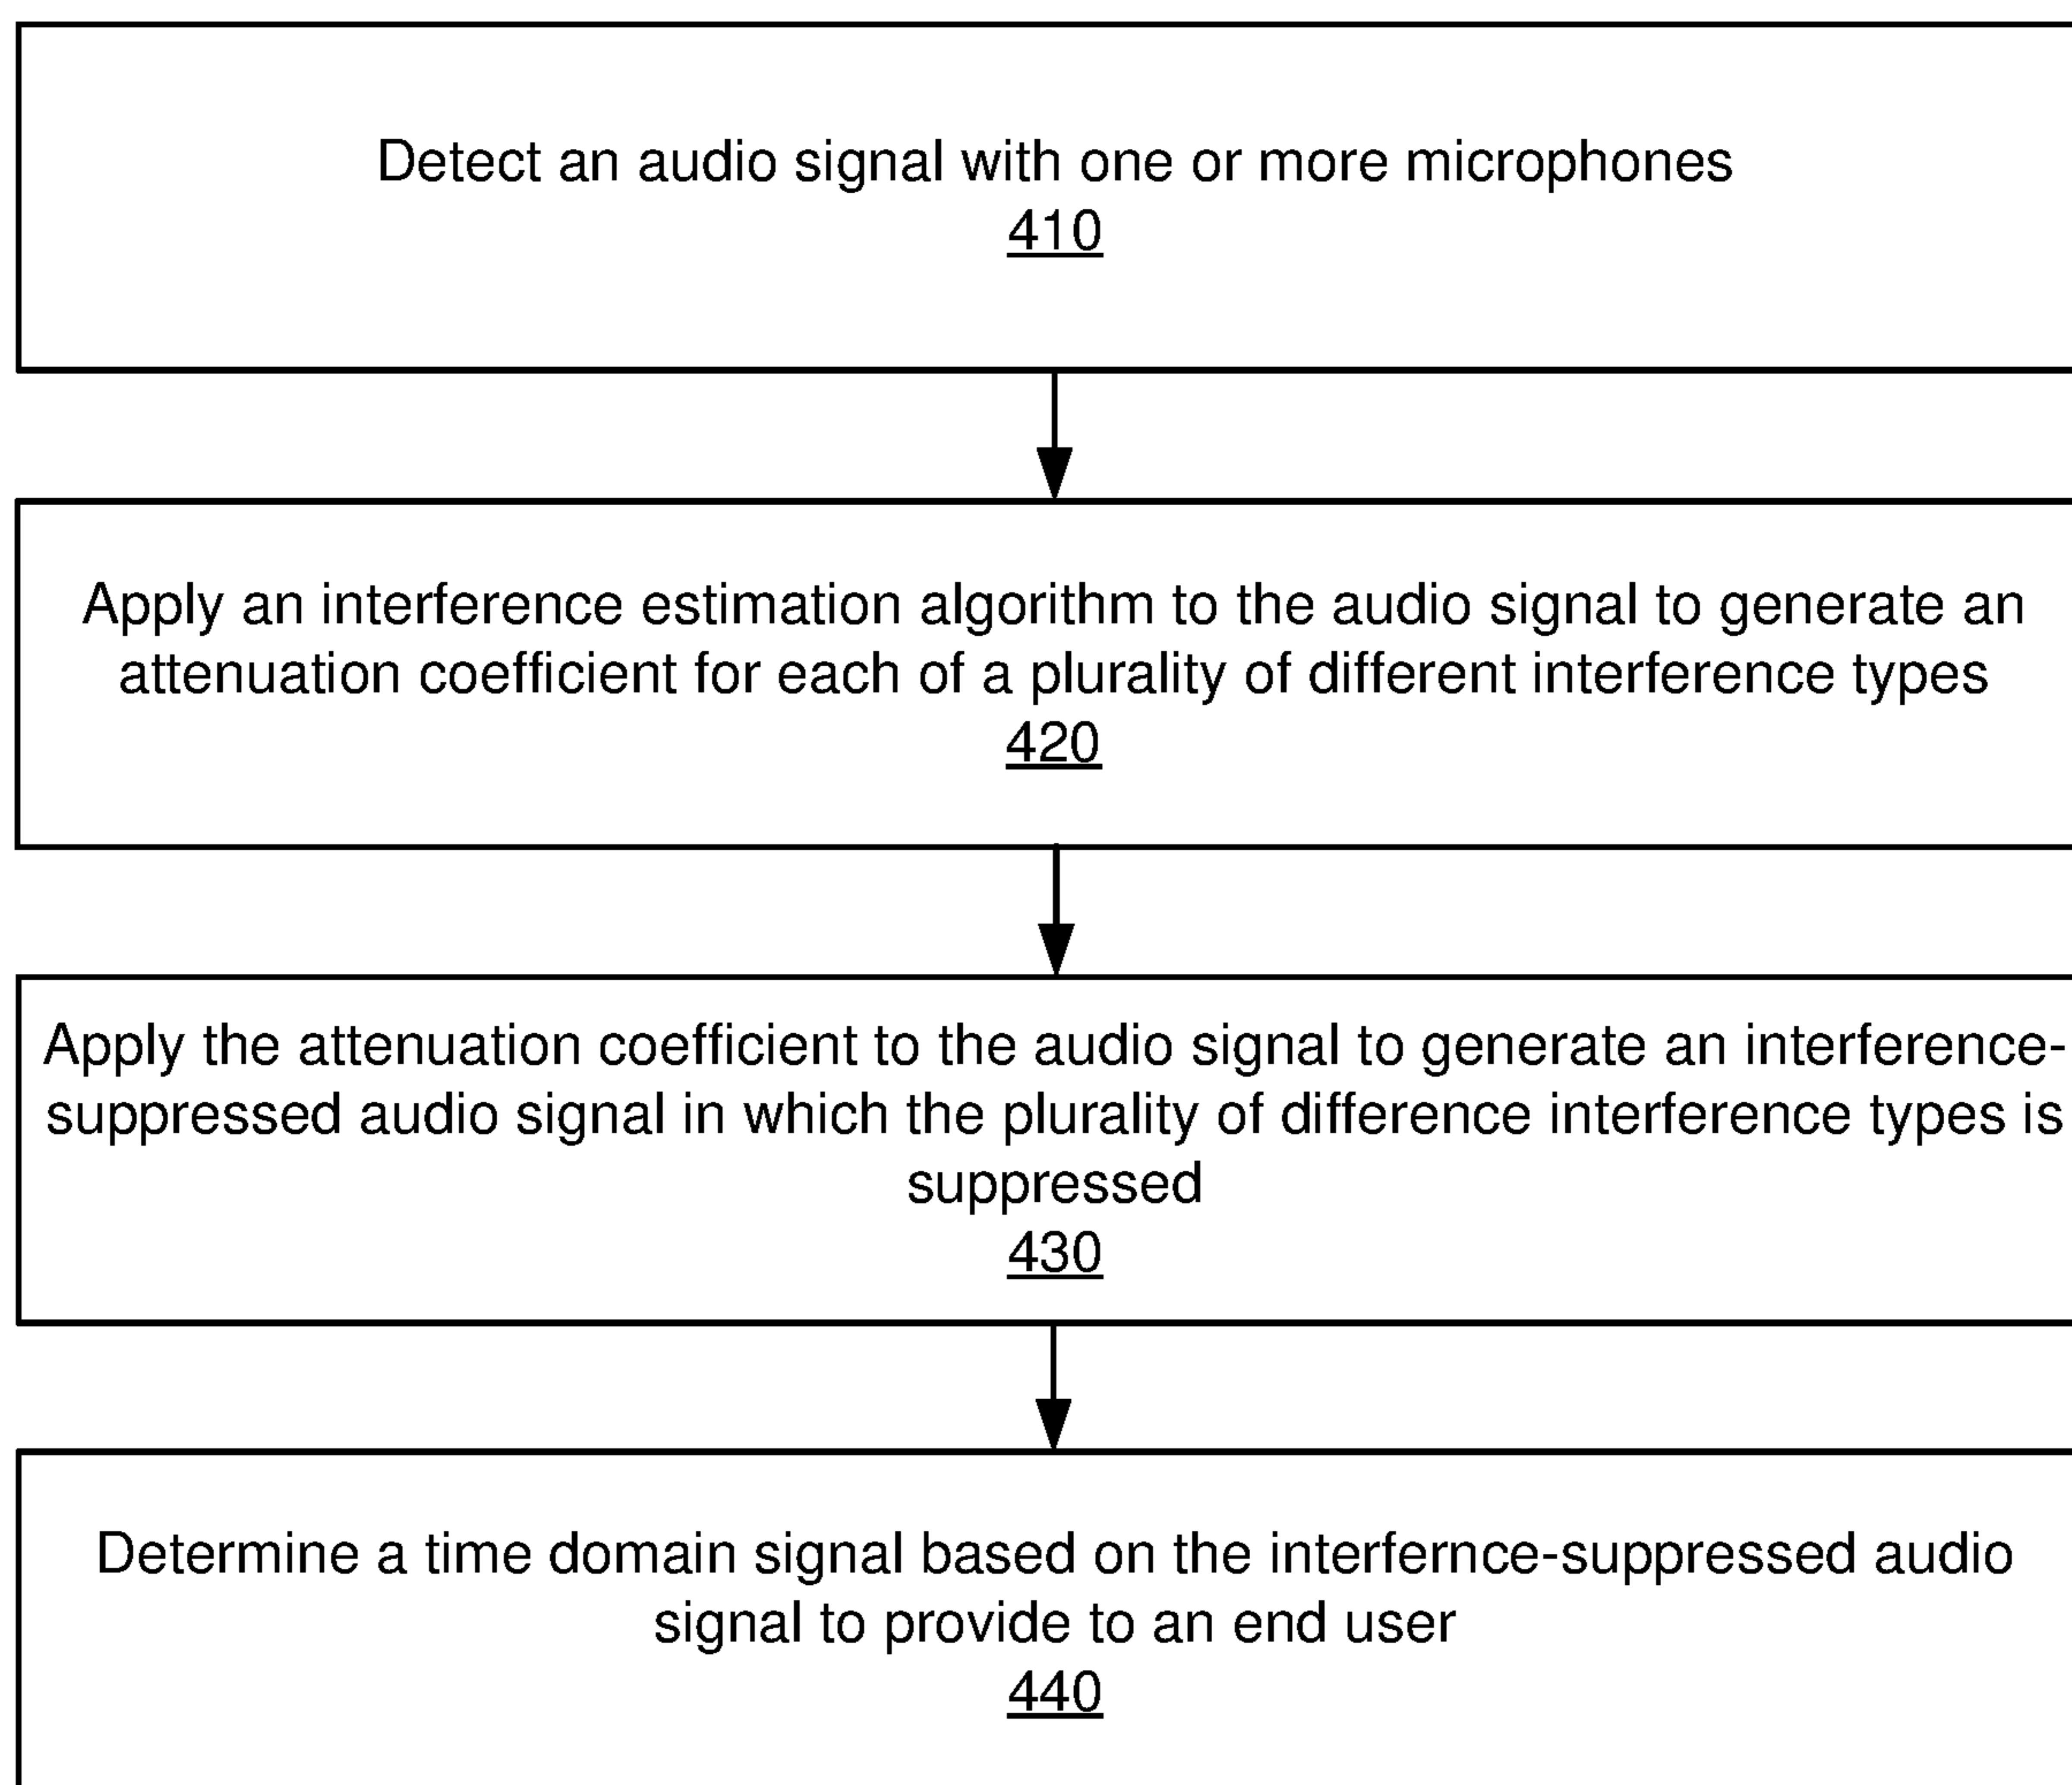 Detect an audio signal with one or more microphones
410
Apply an interference estimation algorithm to the audio signal to generate an
attenuation coefficient for each of a plurality of different interference types
420
Apply the attenuation coefficient to the audio signal to generate an interference-
suppressed audio signal in which the plurality of difference interference types is
suppressed
430
Determine a time domain signal based on the interfernce-suppressed audio
signal to provide to an end user
440